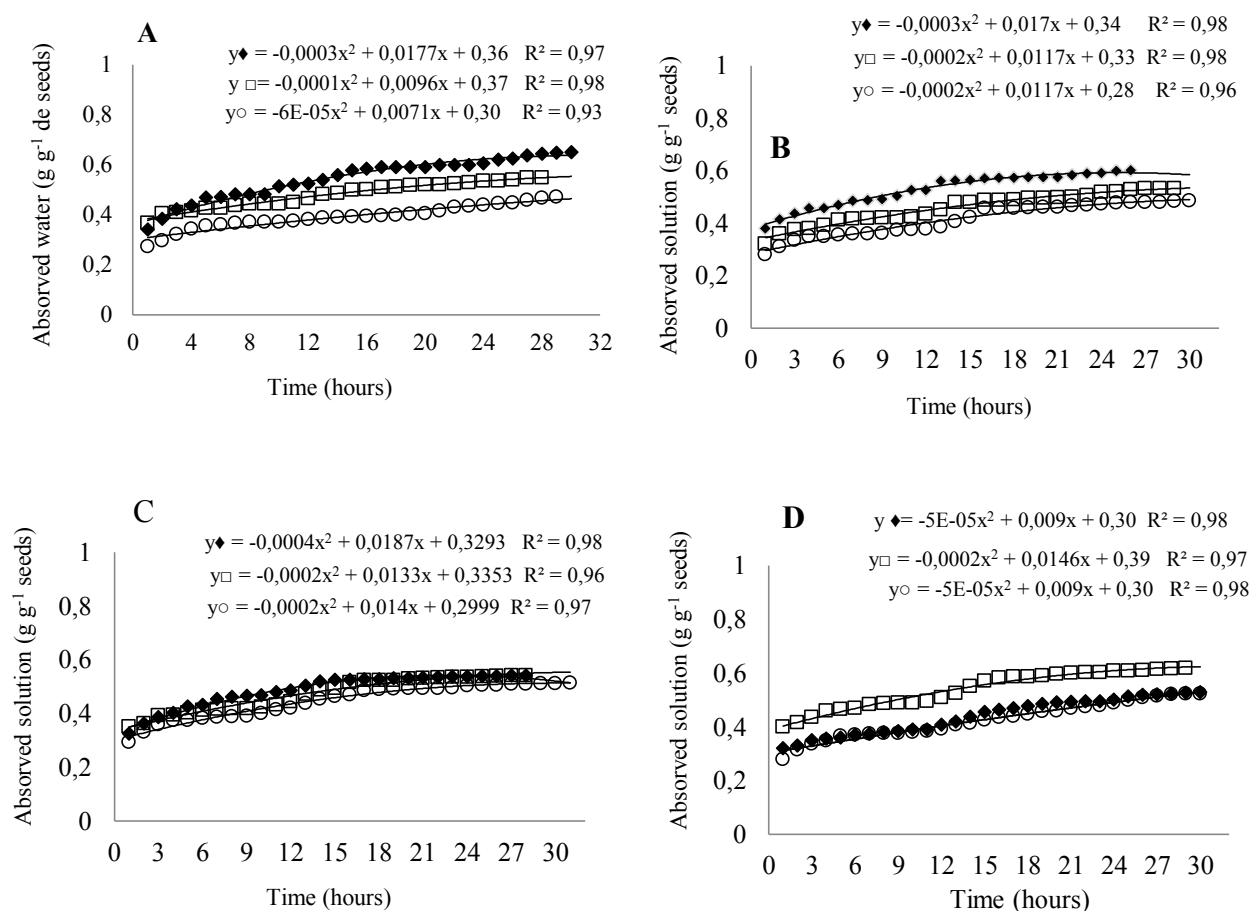 A
y◆ = -0,0003x² + 0,0177x + 0,36 R² = 0,97
y □= -0,0001x² + 0,0096x + 0,37 R² = 0,98
y○ = -6E-05x² + 0,0071x + 0,30 R² = 0,93
Absorved water (g g⁻¹ de seeds)
1
0,8
0,6
0,4
0,2
0
0 4 8 12 16 20 24 28 32
Time (hours)
B
y♦ = -0,0003x² + 0,017x + 0,34 R² = 0,98
y□ = -0,0002x² + 0,0117x + 0,33 R² = 0,98
y○ = -0,0002x² + 0,0117x + 0,28 R² = 0,96
Absorved solution (g g⁻¹ seeds)
1
0,8
0,6
0,4
0,2
0
0 3 6 9 12 15 18 21 24 27 30
Time (hours)
C
y♦ = -0,0004x² + 0,0187x + 0,3293 R² = 0,98
y□ = -0,0002x² + 0,0133x + 0,3353 R² = 0,96
y○ = -0,0002x² + 0,014x + 0,2999 R² = 0,97
Absorved solution (g g⁻¹ seeds)
1
0,8
0,6
0,4
0,2
0
0 3 6 9 12 15 18 21 24 27 30
Time (hours)
D
y ♦= -5E-05x² + 0,009x + 0,30 R² = 0,98
y□ = -0,0002x² + 0,0146x + 0,39 R² = 0,97
y○ = -5E-05x² + 0,009x + 0,30 R² = 0,98
Absorved solution (g g⁻¹ seeds)
1
0,8
0,6
0,4
0,2
0
0 3 6 9 12 15 18 21 24 27 30
Time (hours)